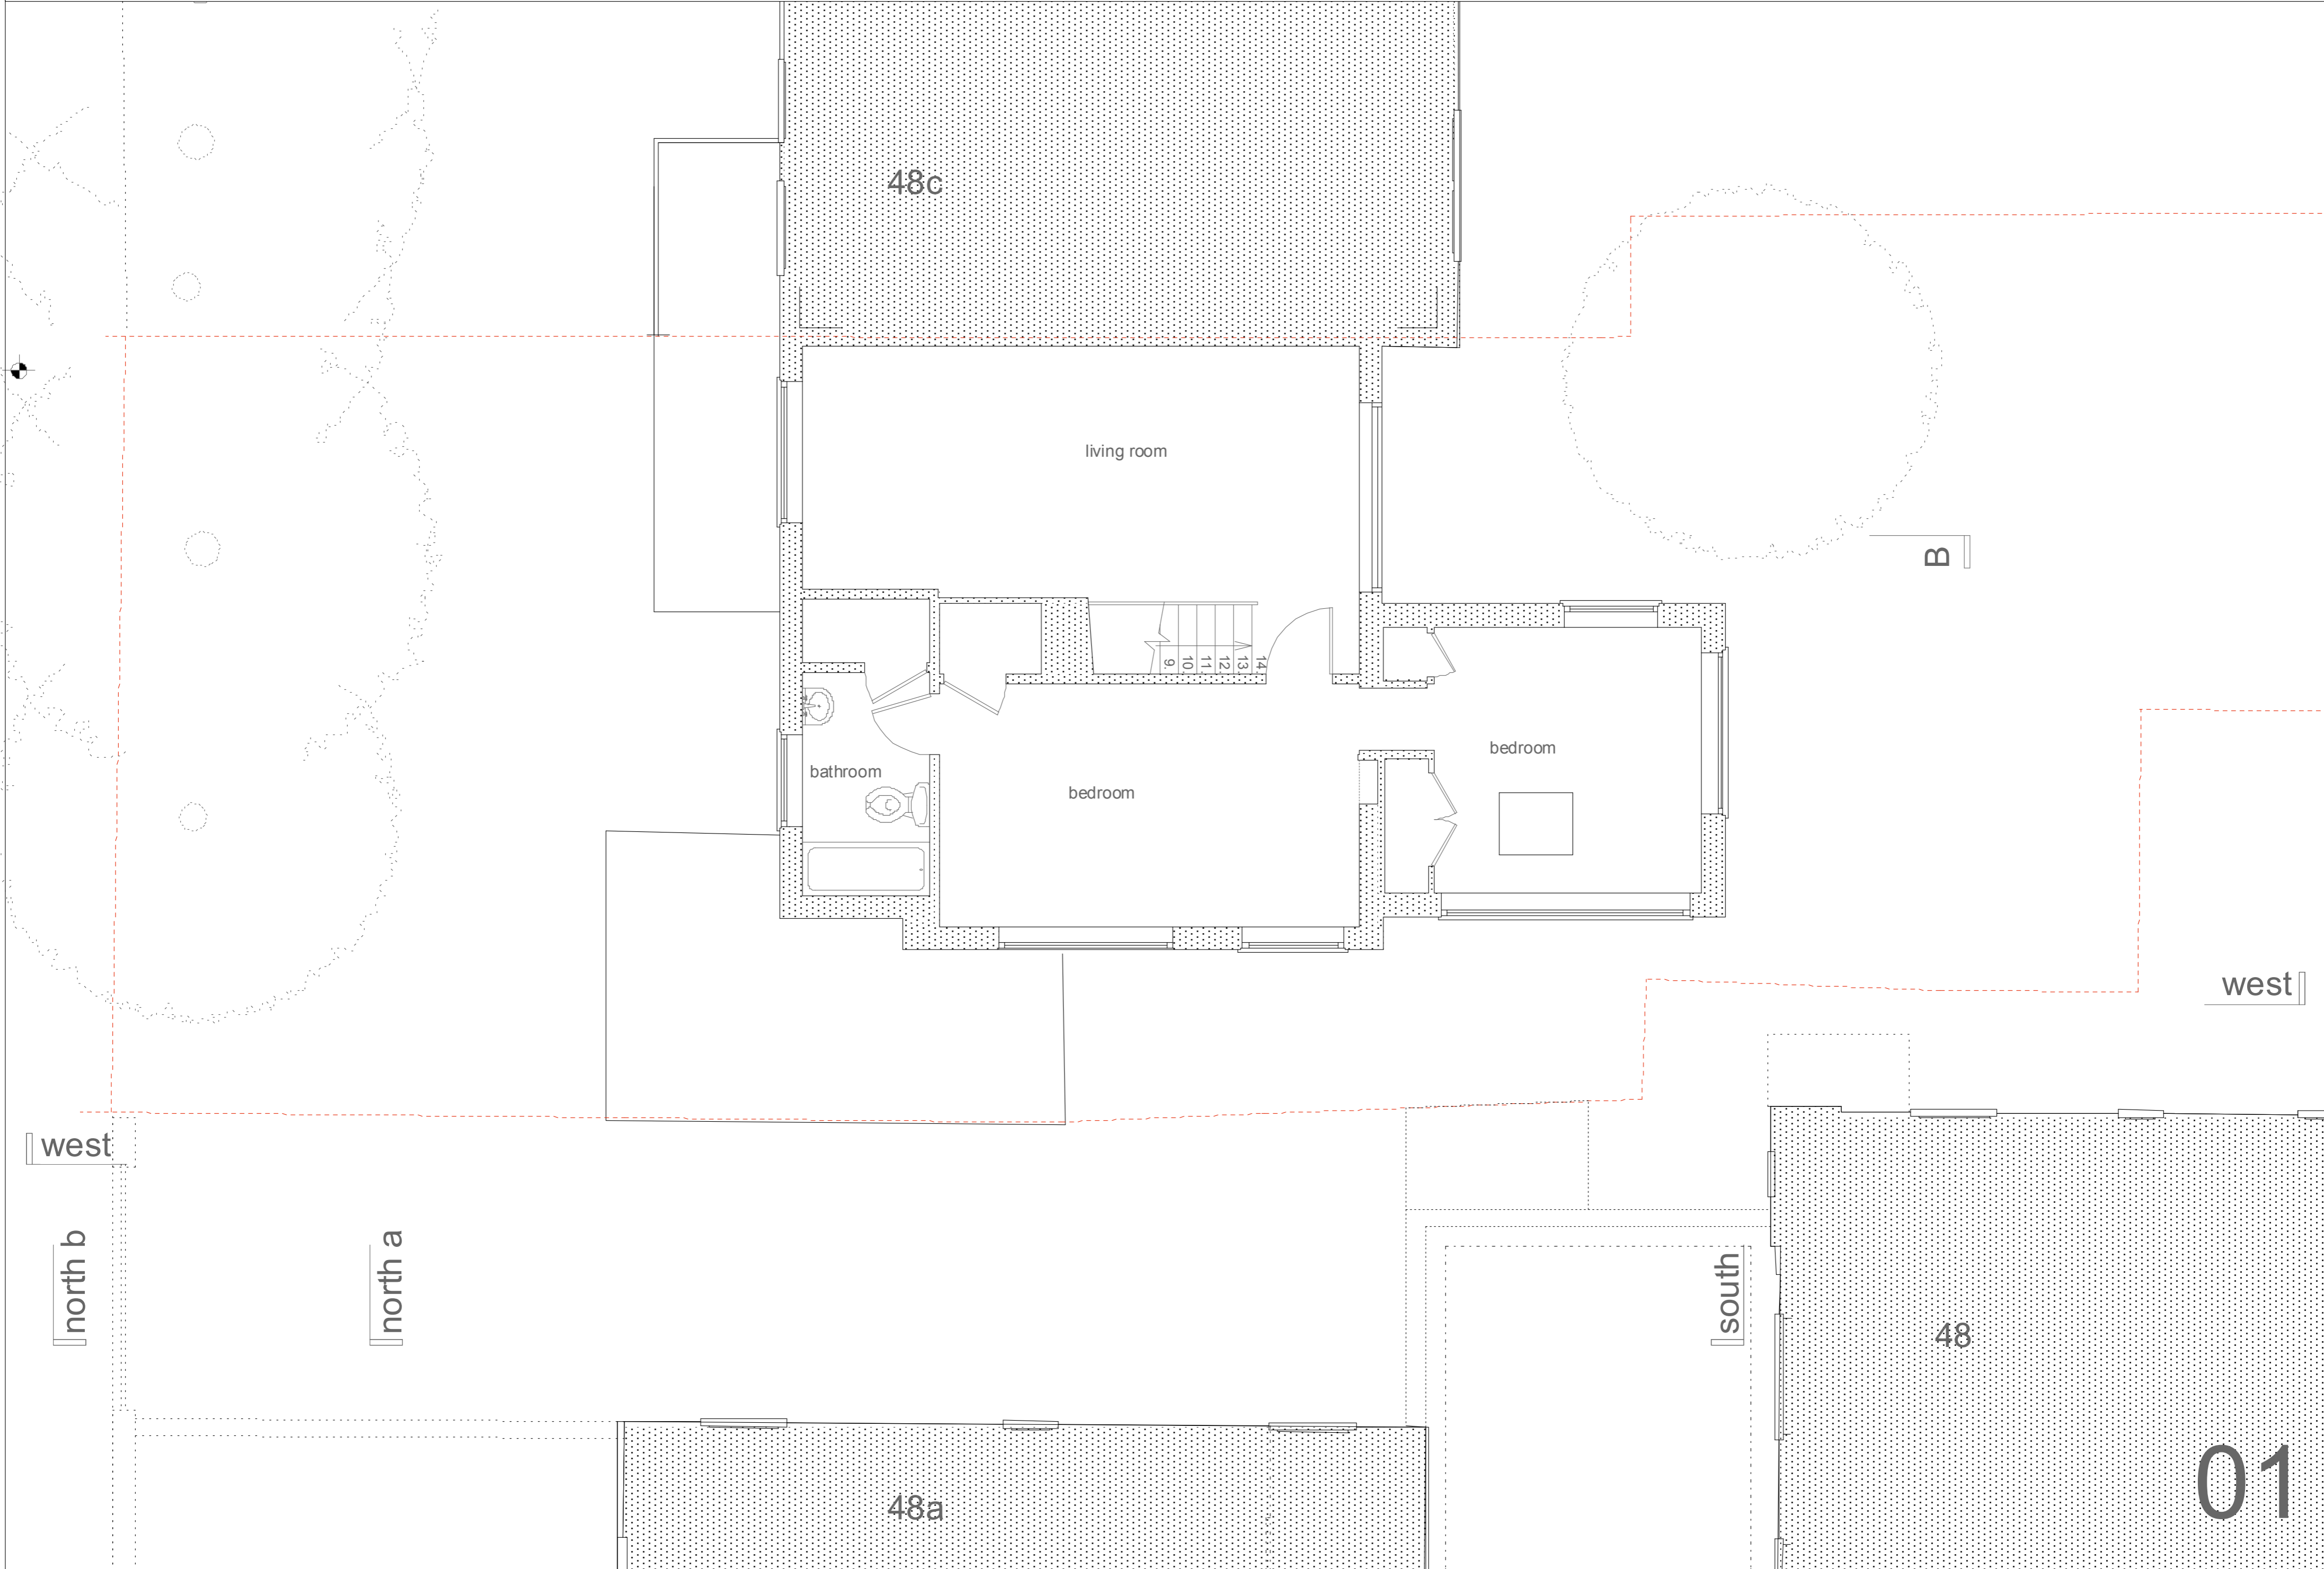 48c
living room
B
9.
10
11
12
13
14
bedroom
bathroom
bedroom
west
west
north b
north a
south
48
01
48a